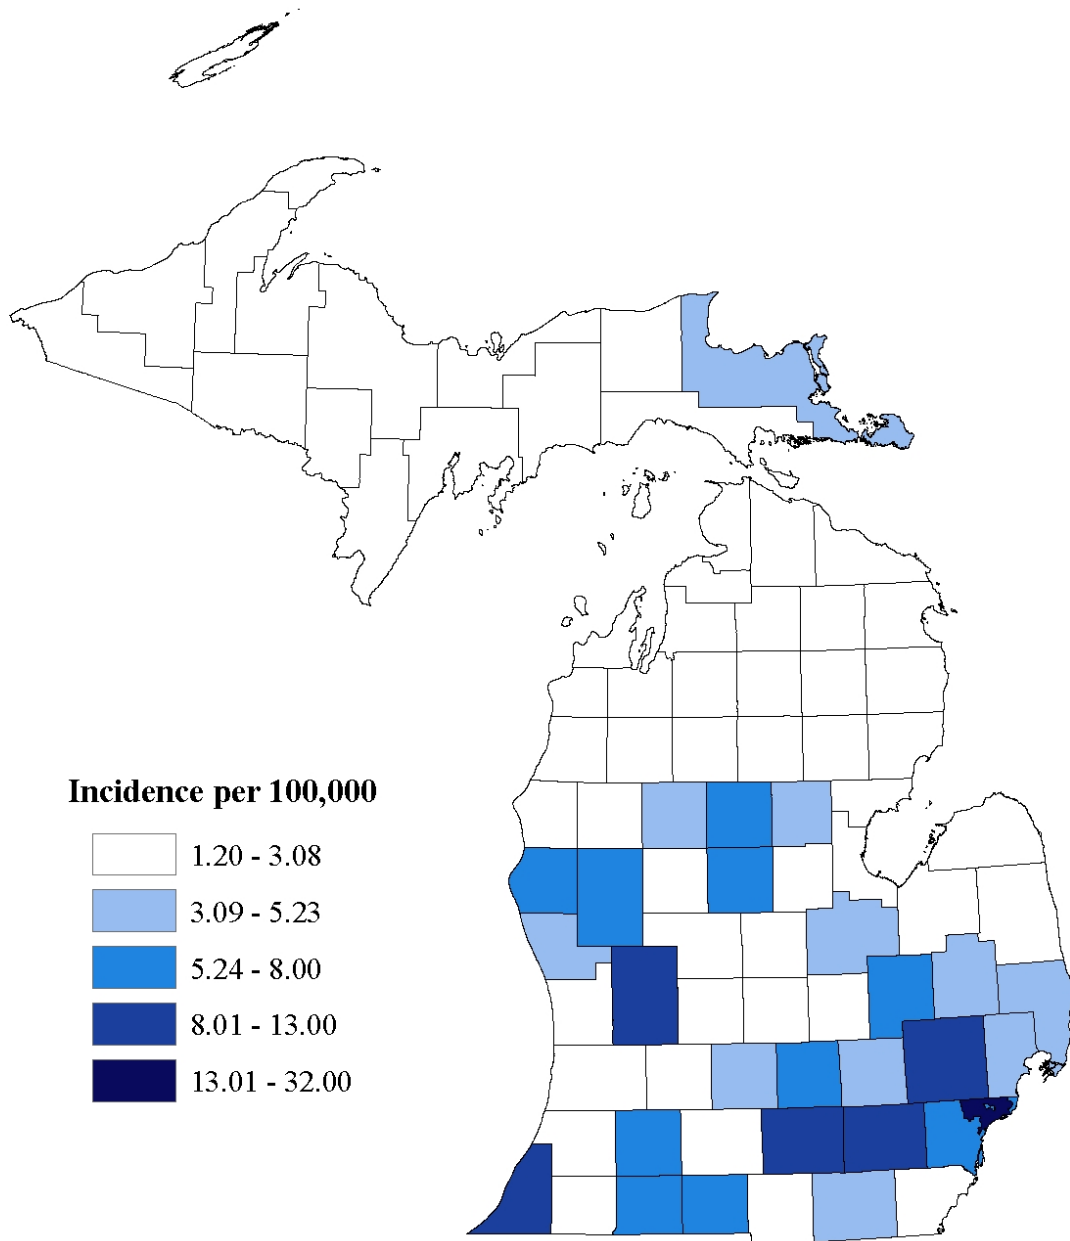 Incidence per 100,000
1.20 - 3.08
3.09 - 5.23
5.24 - 8.00
8.01 - 13.00
13.01 - 32.00